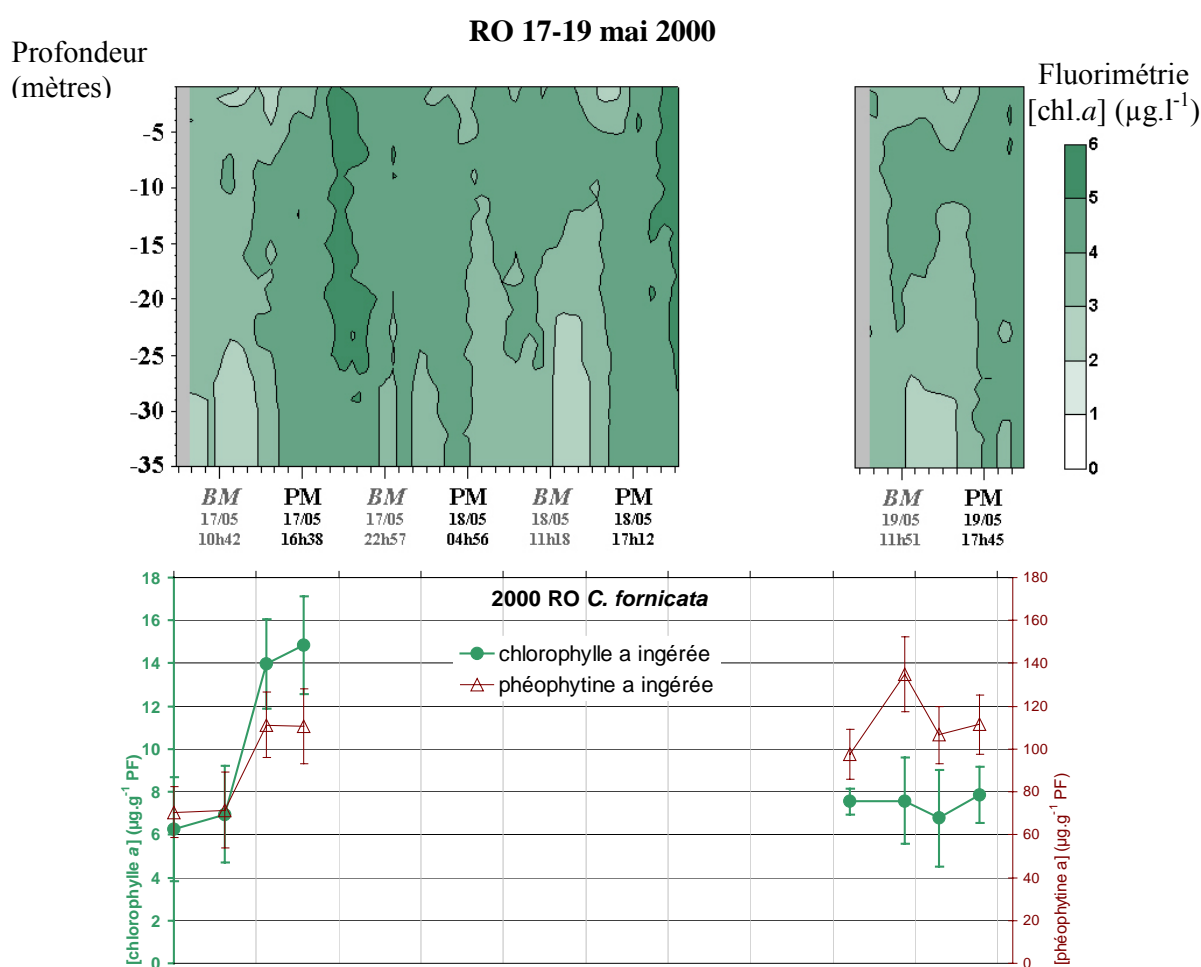 RO 17-19 mai 2000
Profondeur
(mètres)
Fluorimétrie
[chl.a] (µg.l-1)
-5
-10
-15
-20
-25
-30
-35
6
5
4
3
2
1
0
BM PM BM PM BM PM BM PM
17/05 17/05 17/05 18/05 18/05 18/05 19/05 19/05
10h42 16h38 22h57 04h56 11h18 17h12 11h51 17h45
2000 RO C. fornicata
chlorophylle a ingérée
phéophytine a ingérée
[chlorophylle a] (µg.g-1 PF)
18
16
14
12
10
8
6
4
2
0
180
160
140
120
100
80
60
40
20
0
[phéophytine a] (µg.g-1 PF)